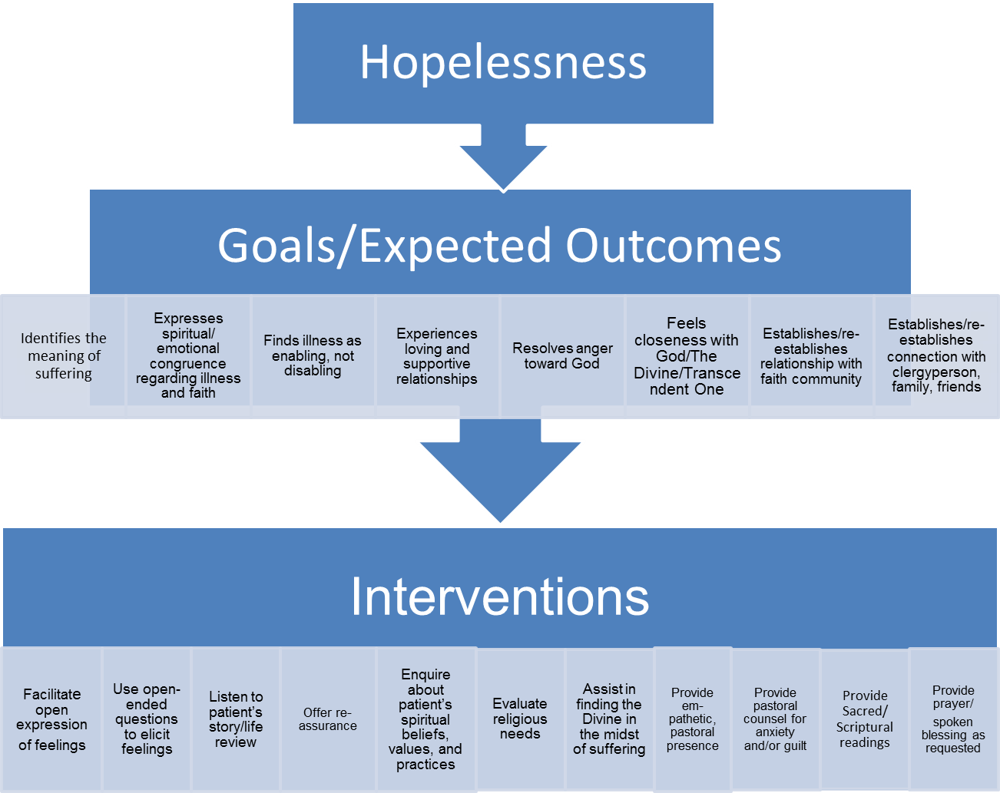 Hopelessness
Goals/Expected Outcomes
Identifies the
meaning of
suffering
Expresses
spiritual/
emotional
congruence
regarding illness
and faith
Finds illness as
enabling, not
disabling
Experiences
loving and
supportive
relationships
Resolves anger
toward God
Feels
closeness with
God/The
Divine/Transce
ndent One
Establishes/re-
establishes
relationship with
faith community
Establishes/re-
establishes
connection with
clergyperson,
family, friends
Interventions
Facilitate
open
expression
of feelings
Use open-
ended
questions
to elicit
feelings
Listen to
patient's
story/life
review
Offer re-
assurance
Enquire
about
patient's
spiritual
beliefs,
values, and
practices
Evaluate
religious
needs
Assist in
finding the
Divine in
the midst
of suffering
Provide
em-
pathetic,
pastoral
presence
Provide
pastoral
counsel for
anxiety
and/or guilt
Provide
Sacred/
Scriptural
readings
Provide
prayer/
spoken
blessing as
requested